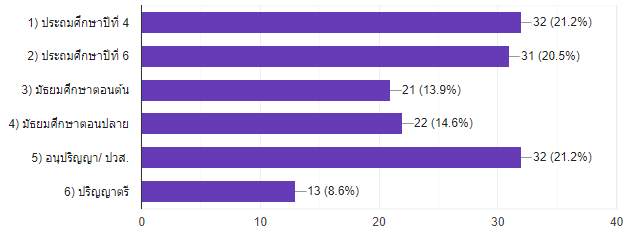 1) ประถมศึกษาปีที่ 4
32 (21.2%)
2) ประถมศึกษาปีที่ 6
31 (20.5%)
3) มัธยมศึกษาตอนต้น
21 (13.9%)
4) มัธยมศึกษาตอนปลาย
22 (14.6%)
5) อนุปริญญา/ ปวส.
32 (21.2%)
6) ปริญญาตรี
13 (8.6%)
0 10 20 30 40